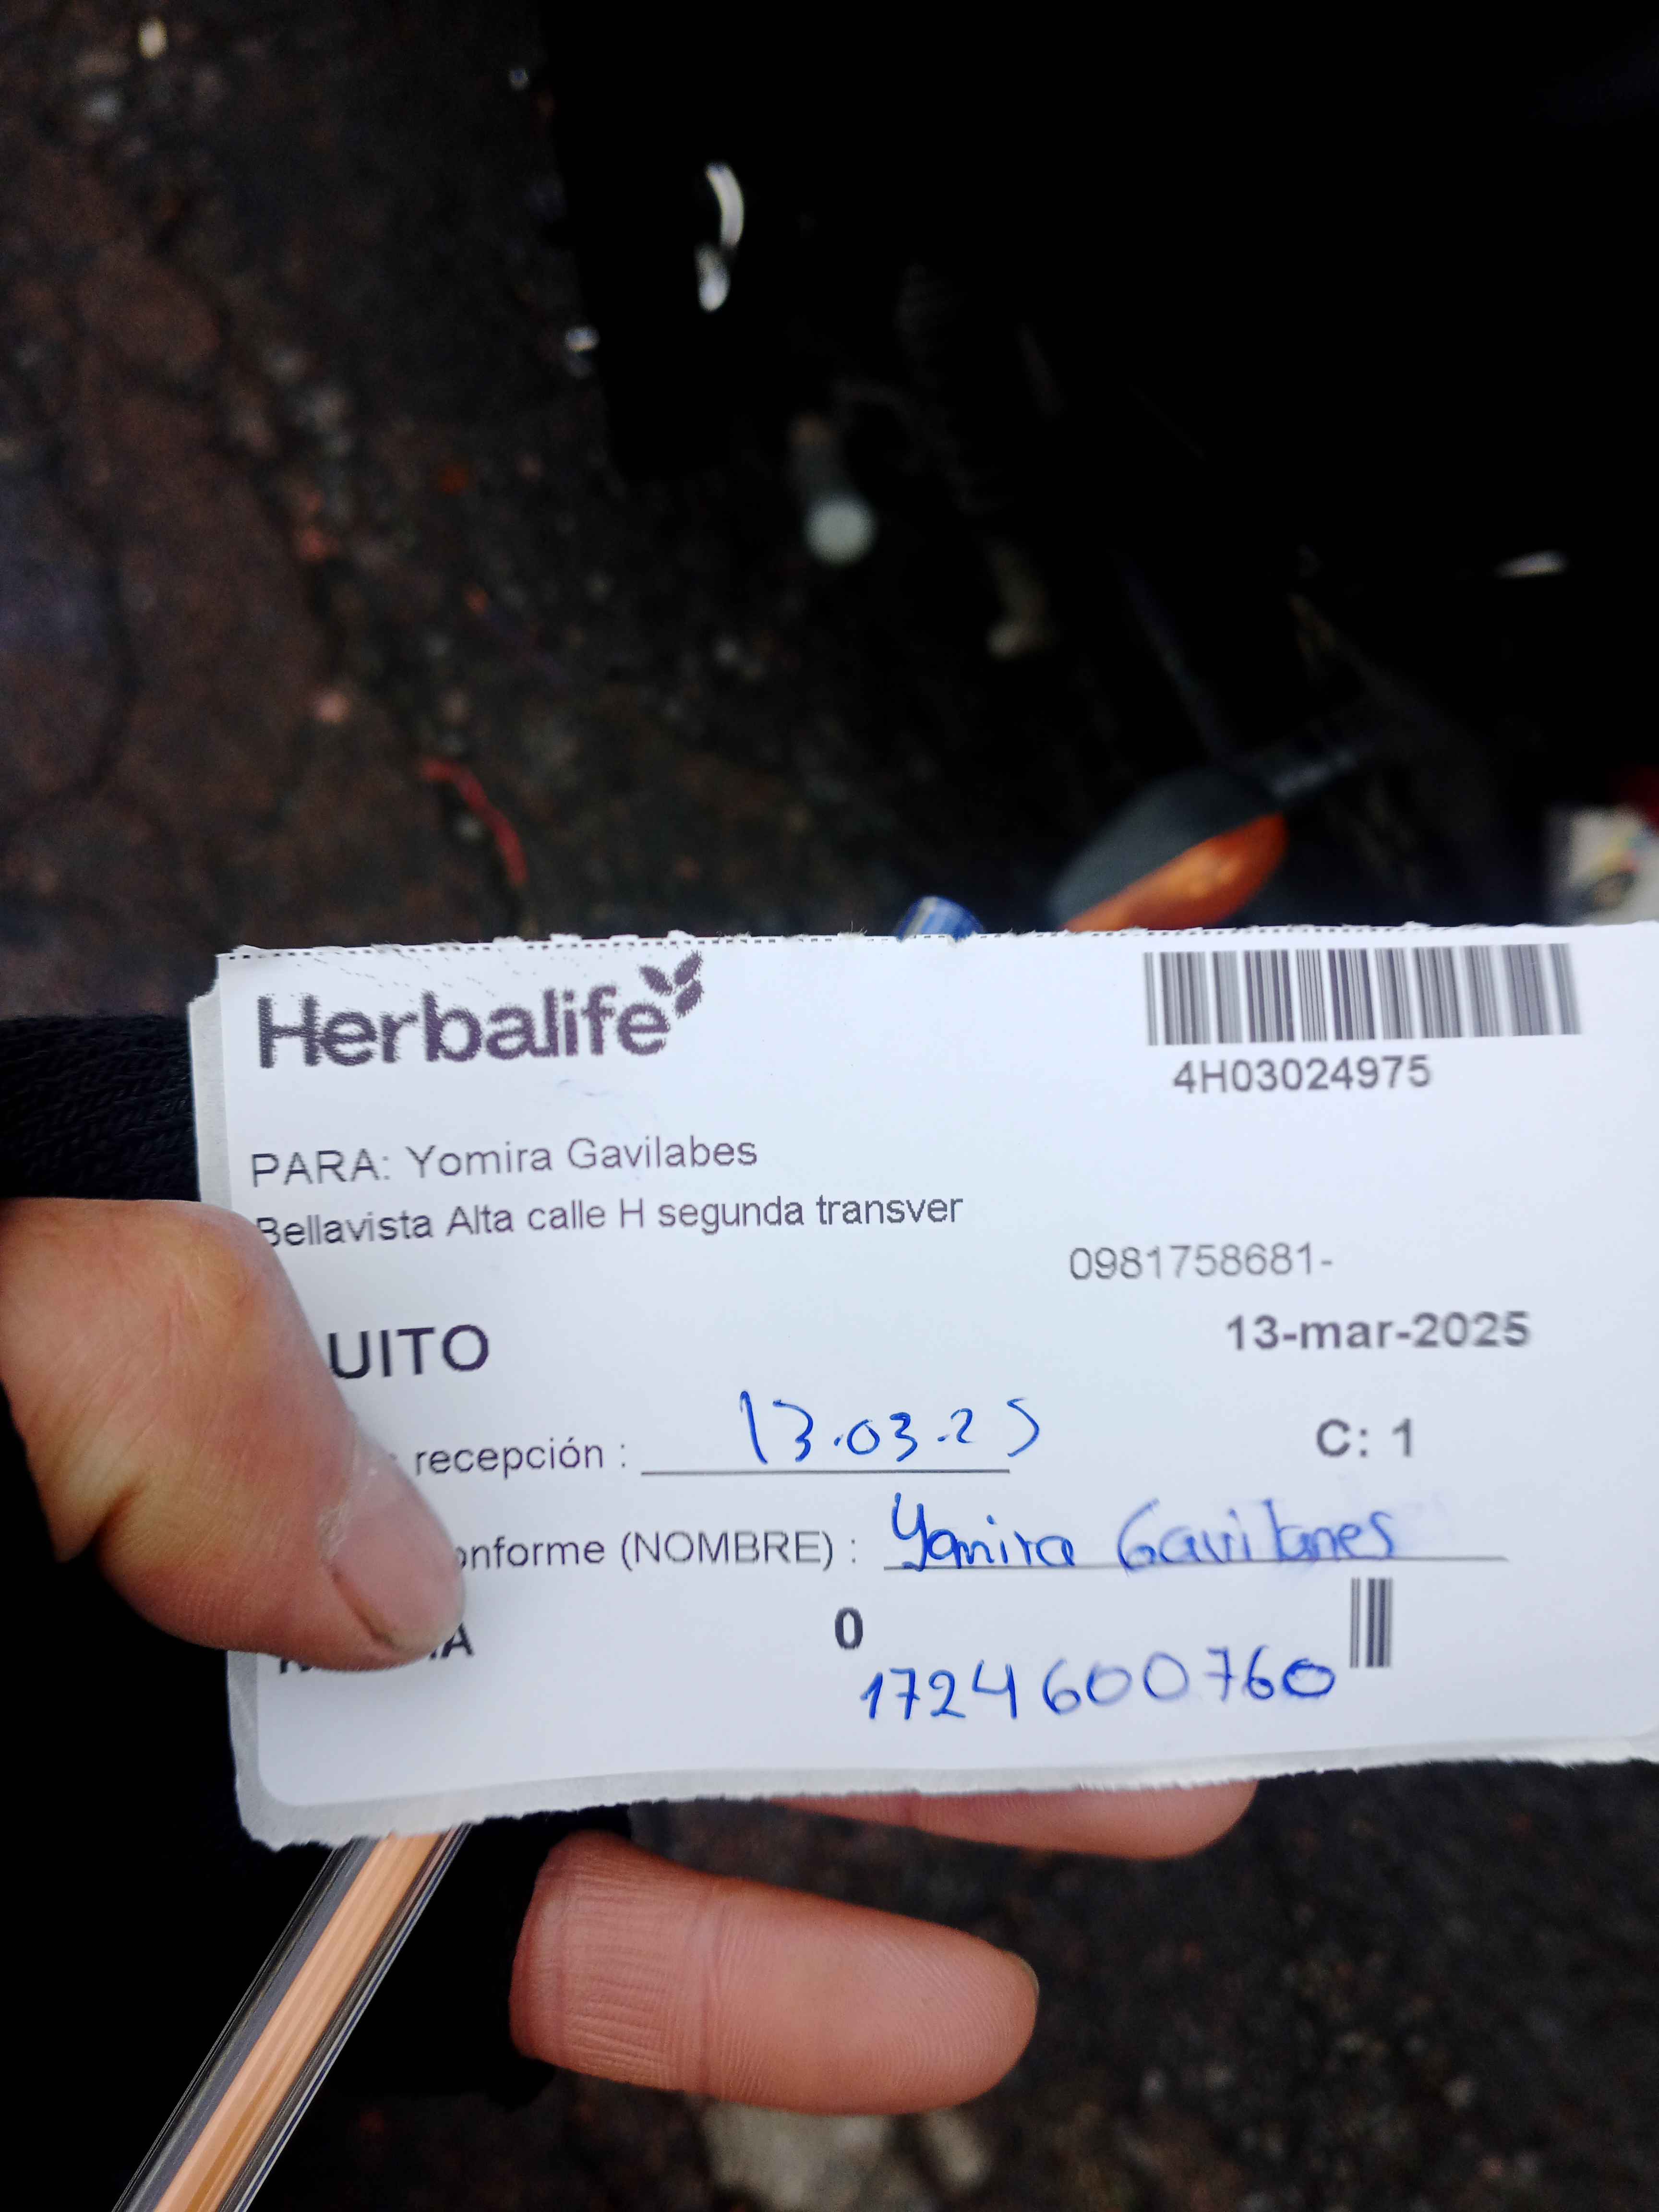 Herbalife
4H03024975
PARA: Yomira Gavilabes
Bellavista Alta calle H segunda transver
0981758681-
UITO
13-mar-2025
recepción : 13.03.25
C: 1
onforme (NOMBRE) : Yomira Gavilanes
0
1724600760